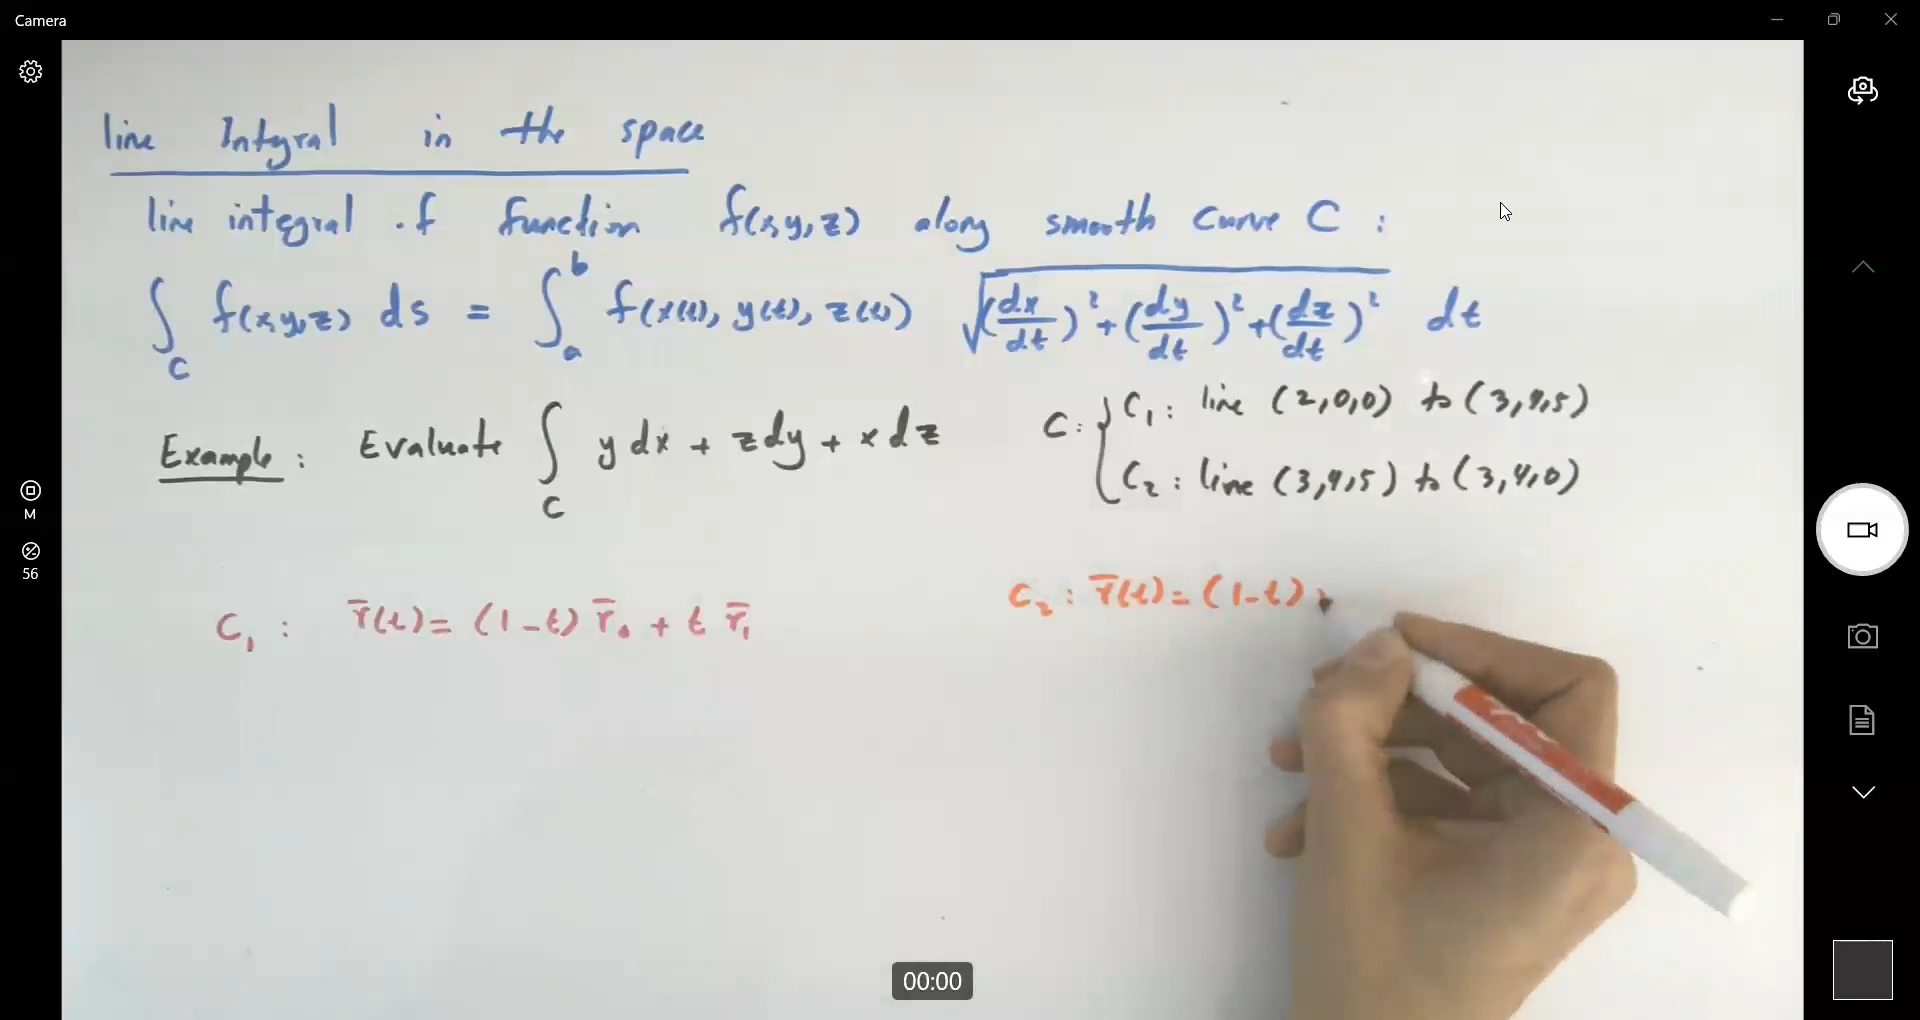 Camera
line Integral in the space
line integral of function f(x,y,z) along smooth curve C :
∫_C f(x,y,z) ds = ∫_a^b f(x(t), y(t), z(t)) √((dx/dt)² + (dy/dt)² + (dz/dt)²) dt
Example : Evaluate ∫_C y dx + z dy + x dz
C : { C₁ : line (2,0,0) to (3,4,5)
C₂ : line (3,4,5) to (3,4,0)
C₁ : r̅(t) = (1-t) r̅₀ + t r̅₁
C₂ : r̅(t) = (1-t)
M
56
00:00